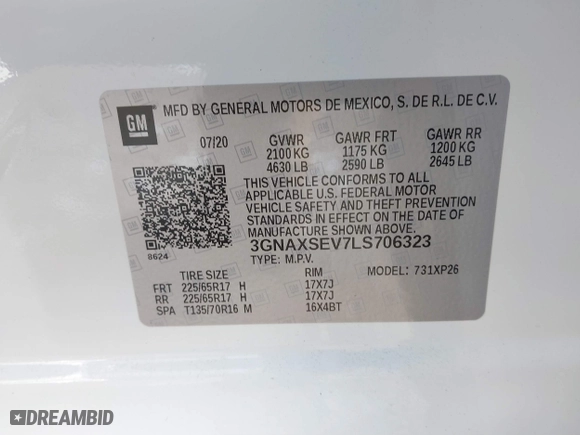 GM
MFD BY GENERAL MOTORS DE MEXICO, S. DE R.L. DE C.V.
07/20 GVWR GAWR FRT GAWR RR
2100 KG 1175 KG 1200 KG
4630 LB 2590 LB 2645 LB
THIS VEHICLE CONFORMS TO ALL
APPLICABLE U.S. FEDERAL MOTOR
VEHICLE SAFETY AND THEFT PREVENTION
STANDARDS IN EFFECT ON THE DATE OF
MANUFACTURE SHOWN ABOVE.
3GNAXSEV7LS706323
8624 TYPE: M.P.V.
TIRE SIZE RIM MODEL: 731XP26
FRT 225/65R17 H 17X7J
RR 225/65R17 H 17X7J
SPA T135/70R16 M 16X4BT
DREAMBID